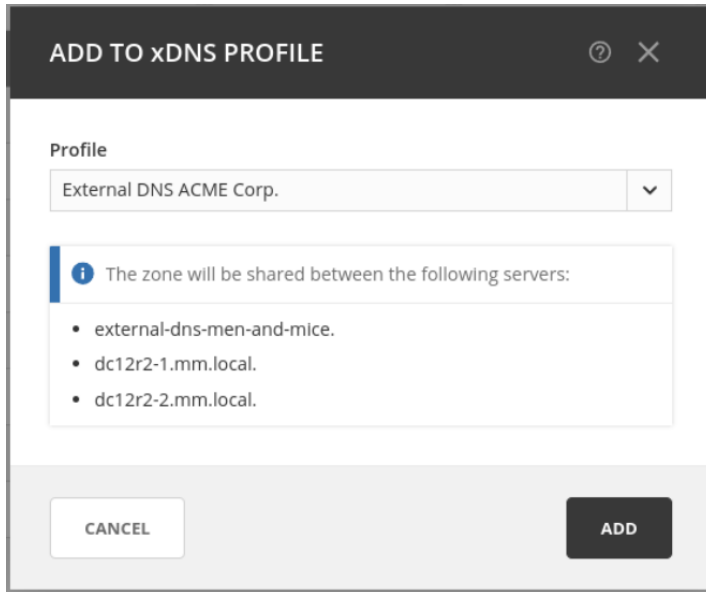 ADD TO xDNS PROFILE
Profile
External DNS ACME Corp.
The zone will be shared between the following servers:
• external-dns-men-and-mice.
• dc12r2-1.mm.local.
• dc12r2-2.mm.local.
CANCEL
ADD